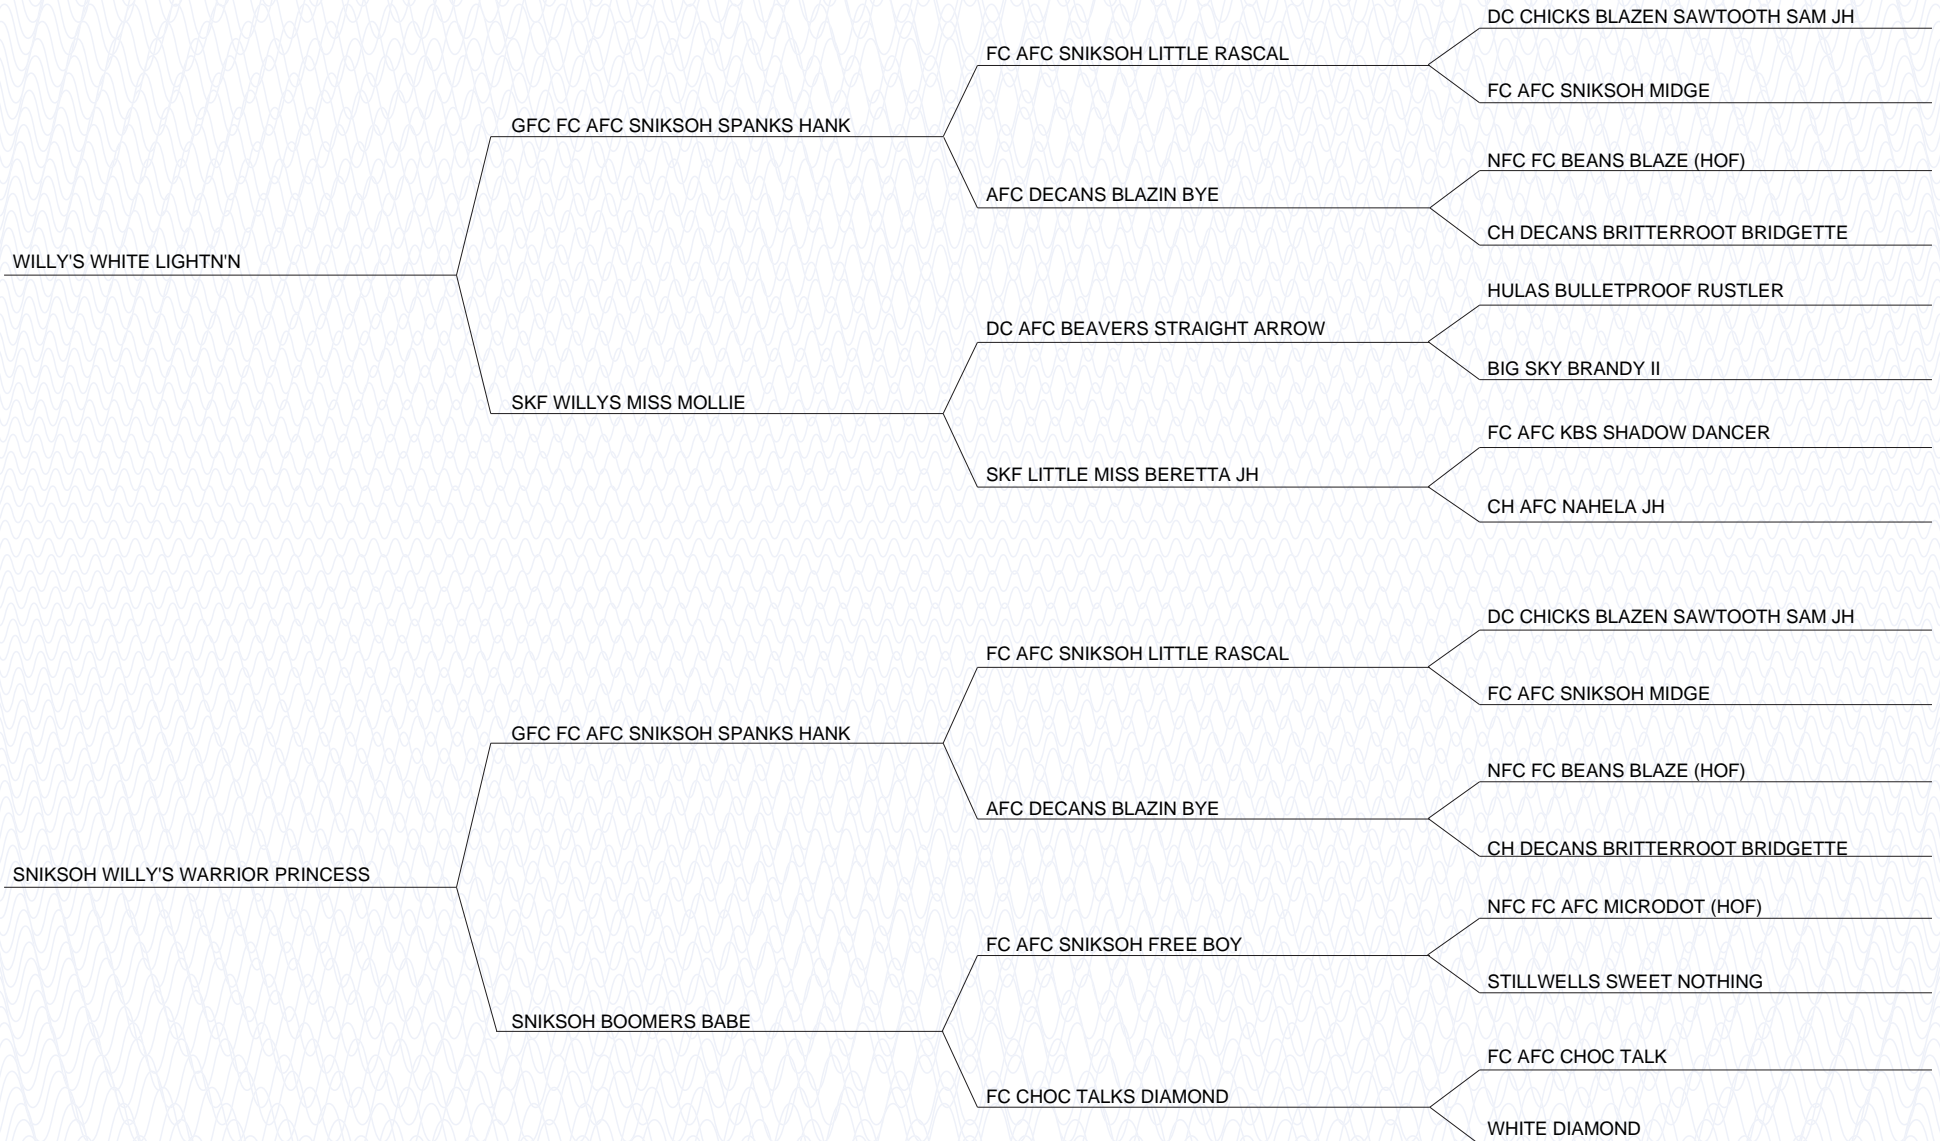 DC CHICKS BLAZEN SAWTOOTH SAM JH
FC AFC SNIKSOH LITTLE RASCAL
FC AFC SNIKSOH MIDGE
GFC FC AFC SNIKSOH SPANKS HANK
NFC FC BEANS BLAZE (HOF)
AFC DECANS BLAZIN BYE
CH DECANS BRITTERROOT BRIDGETTE
WILLY'S WHITE LIGHTN'N
HULAS BULLETPROOF RUSTLER
DC AFC BEAVERS STRAIGHT ARROW
BIG SKY BRANDY II
SKF WILLYS MISS MOLLIE
FC AFC KBS SHADOW DANCER
SKF LITTLE MISS BERETTA JH
CH AFC NAHELA JH
DC CHICKS BLAZEN SAWTOOTH SAM JH
FC AFC SNIKSOH LITTLE RASCAL
FC AFC SNIKSOH MIDGE
GFC FC AFC SNIKSOH SPANKS HANK
NFC FC BEANS BLAZE (HOF)
AFC DECANS BLAZIN BYE
CH DECANS BRITTERROOT BRIDGETTE
SNIKSOH WILLY'S WARRIOR PRINCESS
NFC FC AFC MICRODOT (HOF)
FC AFC SNIKSOH FREE BOY
STILLWELLS SWEET NOTHING
SNIKSOH BOOMERS BABE
FC AFC CHOC TALK
FC CHOC TALKS DIAMOND
WHITE DIAMOND